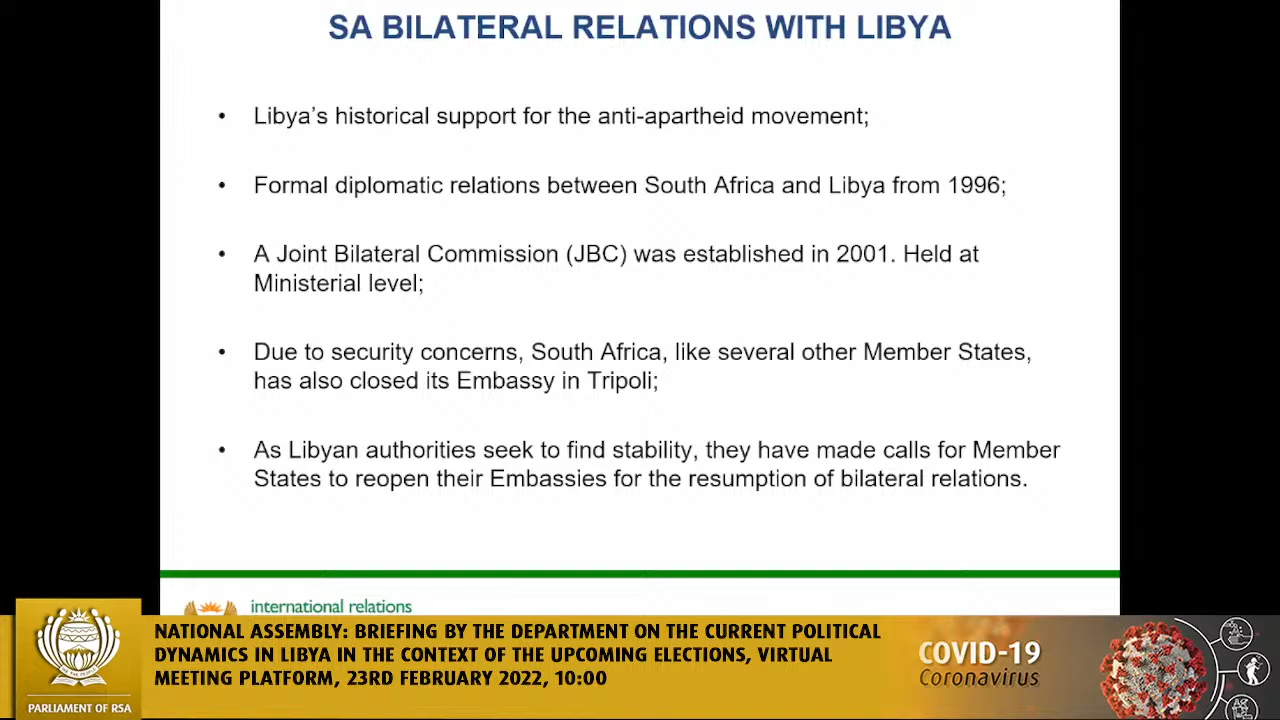 SA BILATERAL RELATIONS WITH LIBYA
• Libya's historical support for the anti-apartheid movement;
• Formal diplomatic relations between South Africa and Libya from 1996;
• A Joint Bilateral Commission (JBC) was established in 2001. Held at
Ministerial level;
• Due to security concerns, South Africa, like several other Member States,
has also closed its Embassy in Tripoli;
• As Libyan authorities seek to find stability, they have made calls for Member
States to reopen their Embassies for the resumption of bilateral relations.
international relations
NATIONAL ASSEMBLY: BRIEFING BY THE DEPARTMENT ON THE CURRENT POLITICAL
DYNAMICS IN LIBYA IN THE CONTEXT OF THE UPCOMING ELECTIONS, VIRTUAL
MEETING PLATFORM, 23RD FEBRUARY 2022, 10:00
PARLIAMENT OF RSA
COVID-19
Coronavirus